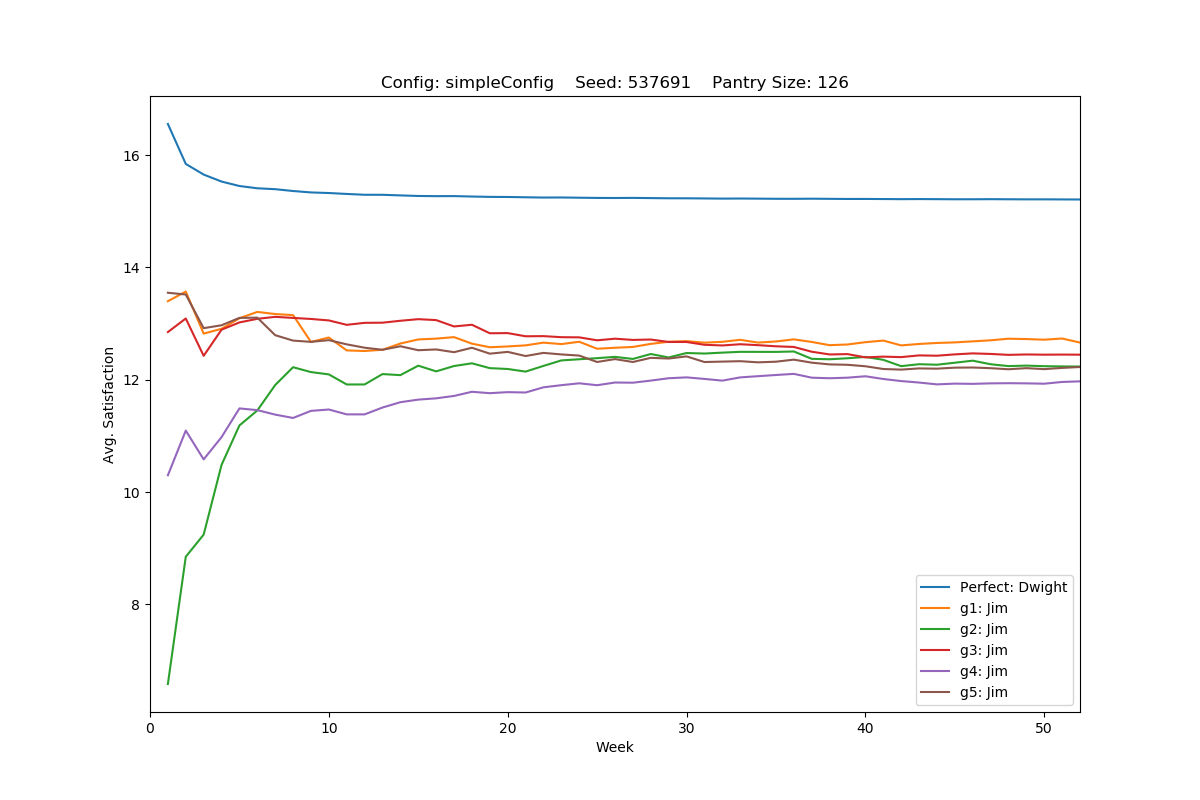 Config: simpleConfig    Seed: 537691    Pantry Size: 126
16
14
12
10
8
Avg. Satisfaction
Perfect: Dwight
g1: Jim
g2: Jim
g3: Jim
g4: Jim
g5: Jim
0 10 20 30 40 50
Week